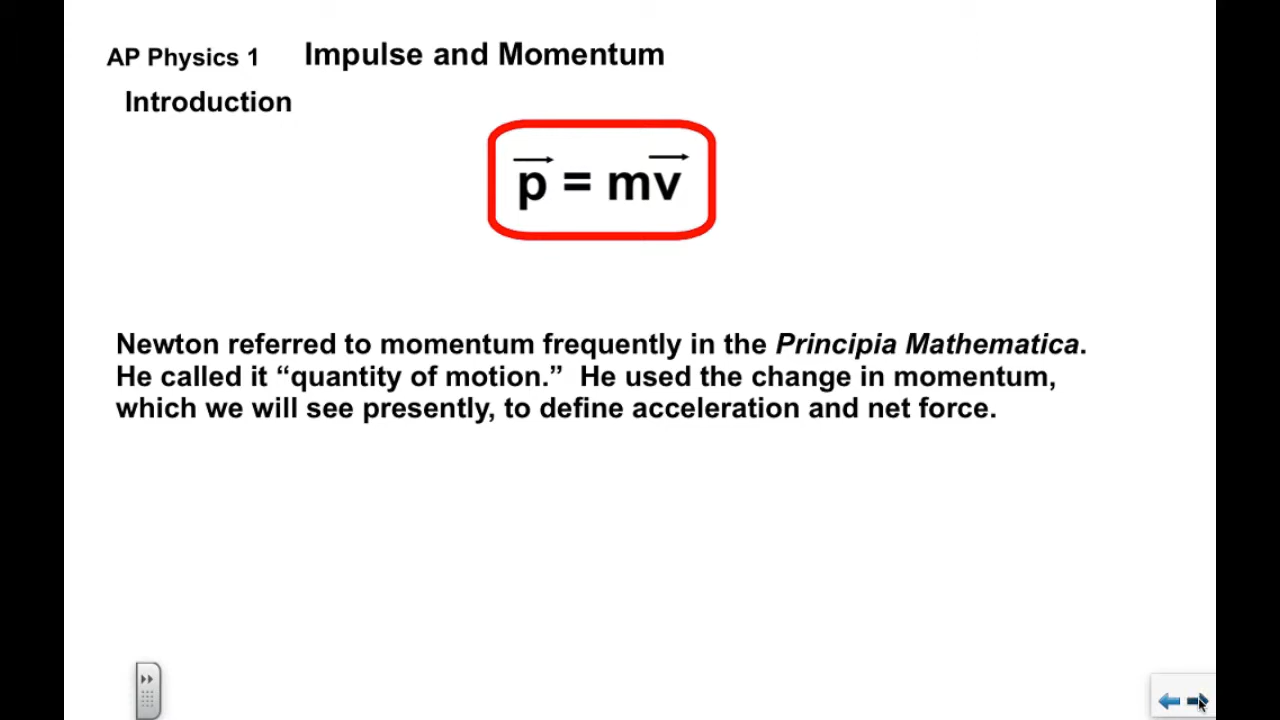 AP Physics 1 Impulse and Momentum
Introduction
p⃗ = mv⃗
Newton referred to momentum frequently in the Principia Mathematica.
He called it “quantity of motion.” He used the change in momentum,
which we will see presently, to define acceleration and net force.